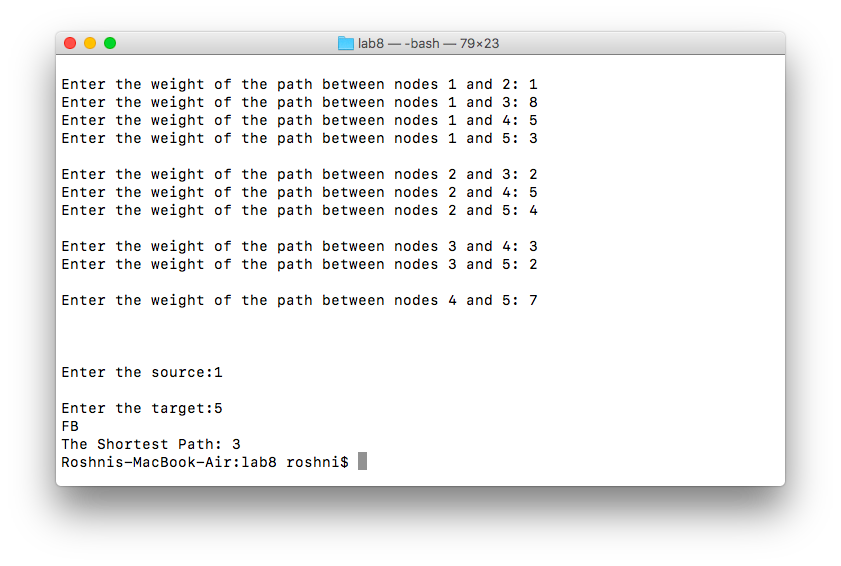 lab8 — -bash — 79×23
Enter the weight of the path between nodes 1 and 2: 1
Enter the weight of the path between nodes 1 and 3: 8
Enter the weight of the path between nodes 1 and 4: 5
Enter the weight of the path between nodes 1 and 5: 3
Enter the weight of the path between nodes 2 and 3: 2
Enter the weight of the path between nodes 2 and 4: 5
Enter the weight of the path between nodes 2 and 5: 4
Enter the weight of the path between nodes 3 and 4: 3
Enter the weight of the path between nodes 3 and 5: 2
Enter the weight of the path between nodes 4 and 5: 7
Enter the source:1
Enter the target:5
FB
The Shortest Path: 3
Roshnis-MacBook-Air:lab8 roshni$